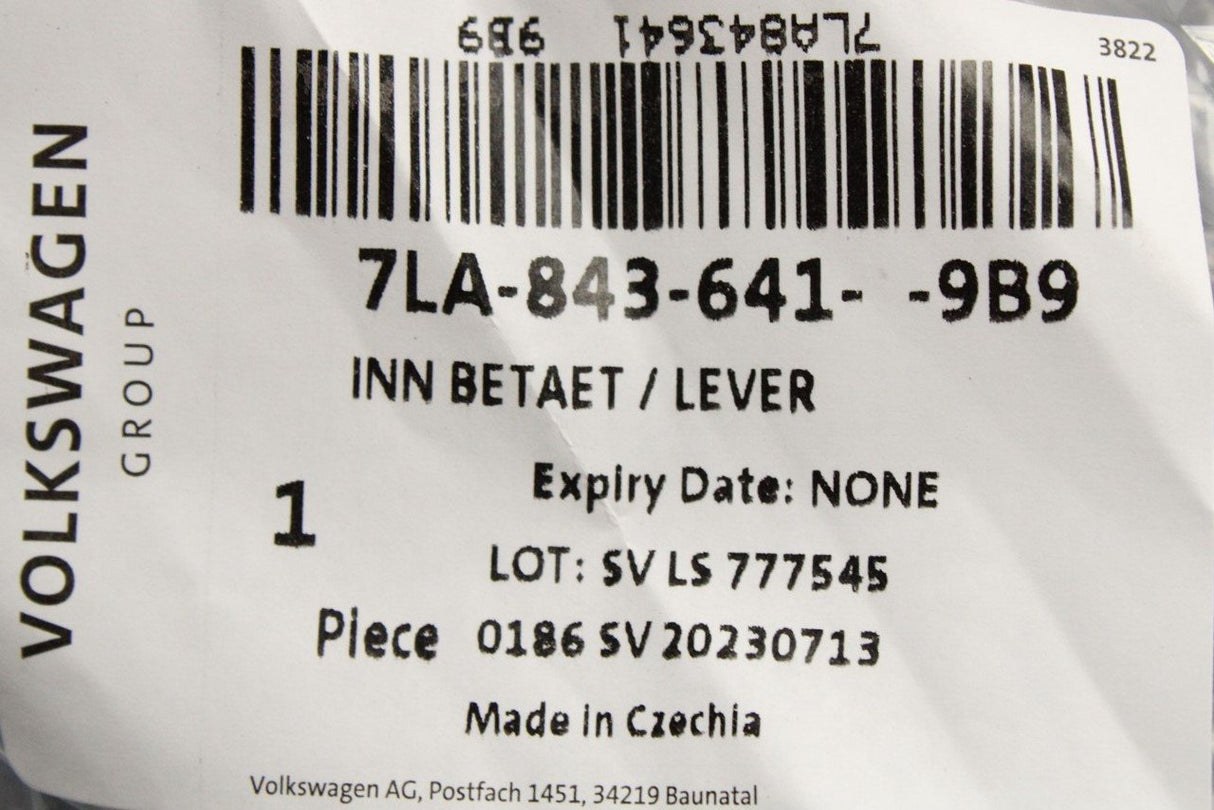 7LA843641 9B9
3822
7LA-843-641- -9B9
INN BETAET / LEVER
Expiry Date: NONE
1
LOT: SV LS 777545
Piece 0186 SV 20230713
Made in Czechia
Volkswagen AG, Postfach 1451, 34219 Baunatal
VOLKSWAGEN
GROUP